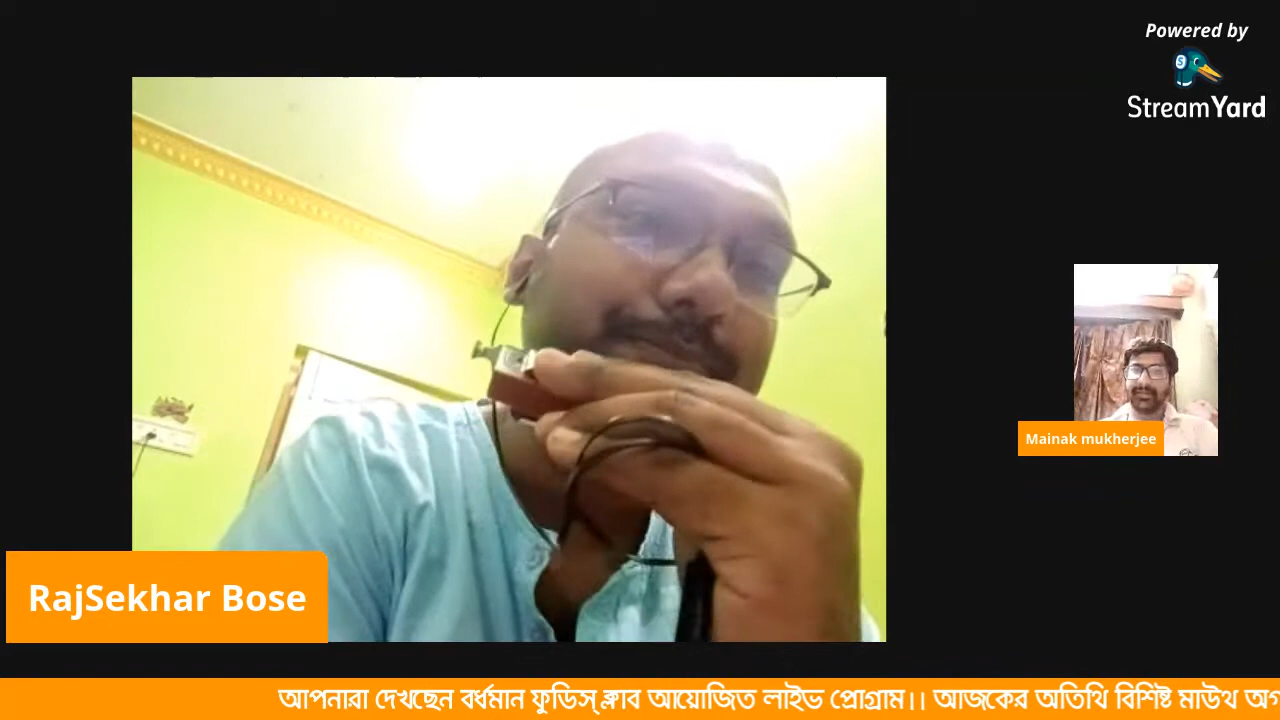 Powered by
StreamYard
Mainak mukherjee
RajSekhar Bose
আপনারা দেখছেন বর্ধমান ফুডিস্ ক্লাব আয়োজিত লাইভ প্রোগ্রাম।। আজকের অতিথি বিশিষ্ট মাউথ